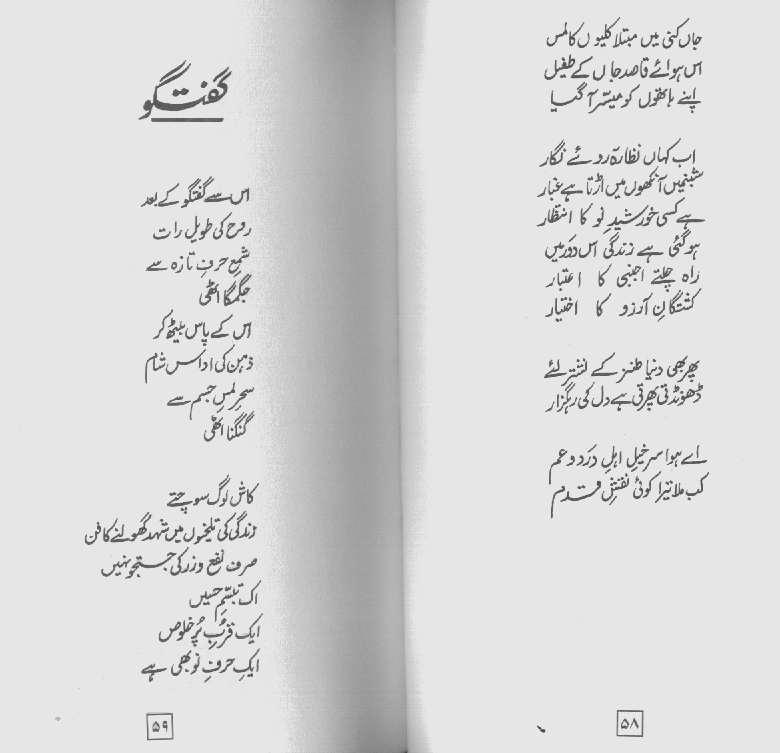 جاں کنی میں مبتلا کلیوں کا لمس
اس ہوائے قاصدِ جاں کے طفیل
اپنے ہاتھوں کو میسّر آ گیا
اب کہاں نظارۂ روئے نگار
شبنمیں آنکھوں میں اڑتا ہے غبار
ہے کسی خورشیدِ نو کا انتظار
ہو گئی ہے زندگی اس دور میں
راہ چلتے اجنبی کا اعتبار
کشتگانِ آرزو کا اختیار
پھر بھی دنیا طنز کے نشتر لئے
ڈھونڈتی پھرتی ہے دل کی رہگزار
اے ہوا سرخیلِ اہلِ درد و غم
کب ملا تیرا کوئی نقشِ قدم
۵۸
گفتگو
اس سے گفتگو کے بعد
روح کی طویل رات
شمعِ حرفِ تازہ سے
جگمگا اٹھی
اس کے پاس بیٹھ کر
ذہن کی اداس شام
سحرِ لمسِ جسم سے
گنگنا اٹھی
کاش لوگ سوچتے
زندگی کی تلخیوں میں شہد گھولنے کا فن
صرف نفع و زر کی جستجو نہیں
اک تبسّمِ حسیں
ایک قربِ پُر خلوص
ایک حرفِ نو بھی ہے
۵۹